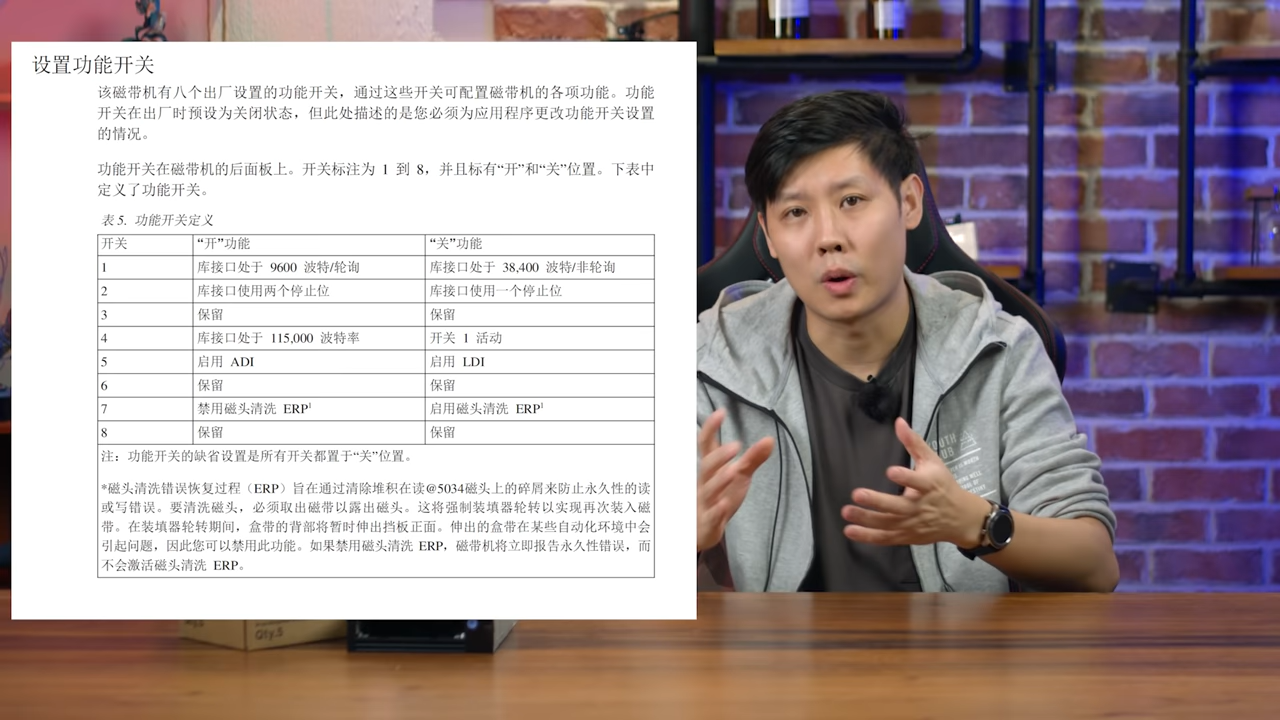 设置功能开关
该磁带机有八个出厂设置的功能开关，通过这些开关可配置磁带机的各项功能。功能
开关在出厂时预设为关闭状态，但此处描述的是您必须为应用程序更改功能开关设置
的情况。
功能开关在磁带机的后面板上。开关标注为 1 到 8，并且标有“开”和“关”位置。下表中
定义了功能开关。
表 5. 功能开关定义
开关 “开”功能 “关”功能
1 库接口处于 9600 波特/轮询 库接口处于 38,400 波特/非轮询
2 库接口使用两个停止位 库接口使用一个停止位
3 保留 保留
4 库接口处于 115,000 波特率 开关 1 活动
5 启用 ADI 启用 LDI
6 保留 保留
7 禁用磁头清洗 ERP1 启用磁头清洗 ERP1
8 保留 保留
注：功能开关的缺省设置是所有开关都置于“关”位置。
*磁头清洗错误恢复过程（ERP）旨在通过清除堆积在读@5034磁头上的碎屑来防止永久性的读
或写错误。要清洗磁头，必须取出磁带以露出磁头。这将强制装填器轮转以实现再次装入磁
带。在装填器轮转期间，盒带的背部将暂时伸出挡板正面。伸出的盒带在某些自动化环境中会
引起问题，因此您可以禁用此功能。如果禁用磁头清洗 ERP，磁带机将立即报告永久性错误，而
不会激活磁头清洗 ERP。
Qty.5